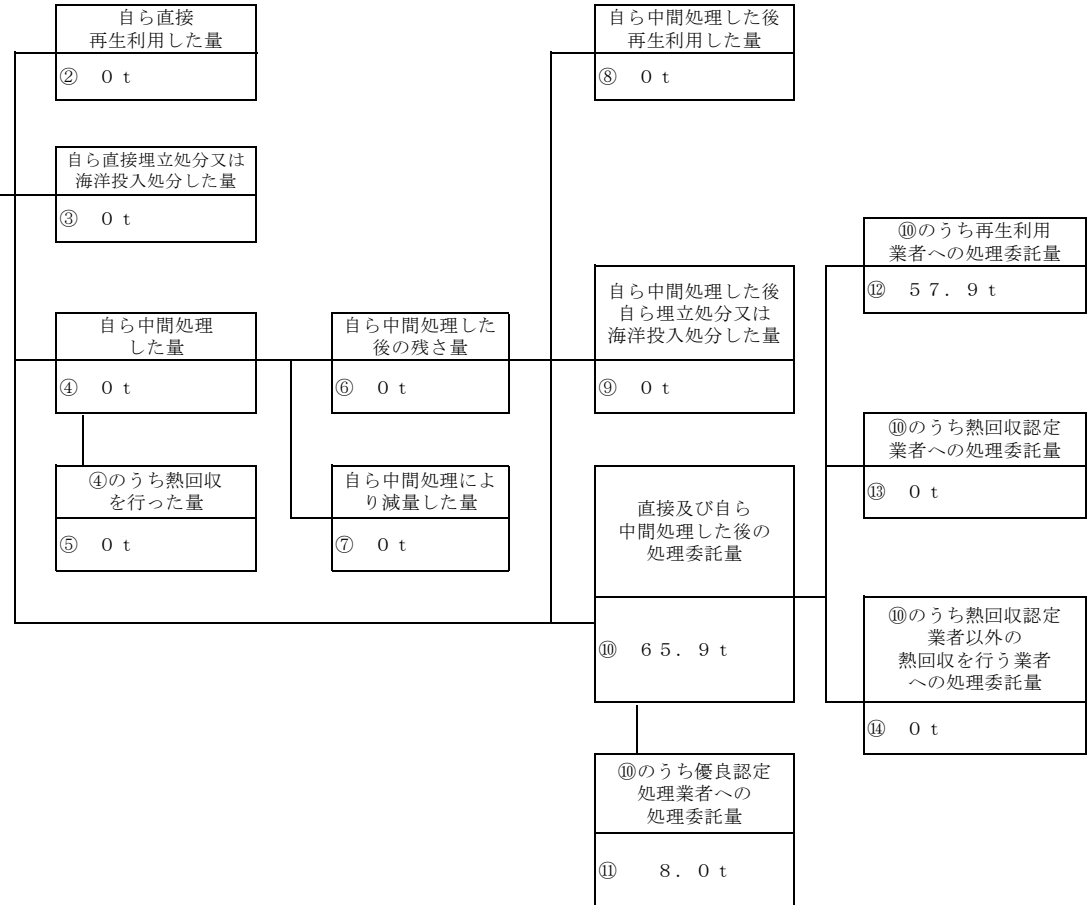 自ら直接
再生利用した量
② 0 t
自ら直接埋立処分又は
海洋投入処分した量
③ 0 t
自ら中間処理
した量
④ 0 t
④のうち熱回収
を行った量
⑤ 0 t
自ら中間処理した
後の残さ量
⑥ 0 t
自ら中間処理によ
り減量した量
⑦ 0 t
自ら中間処理した後
再生利用した量
⑧ 0 t
自ら中間処理した後
自ら埋立処分又は
海洋投入処分した量
⑨ 0 t
直接及び自ら
中間処理した後の
処理委託量
⑩ 65.9 t
⑩のうち優良認定
処理業者への
処理委託量
⑪ 8.0 t
⑩のうち再生利用
業者への処理委託量
⑫ 57.9 t
⑩のうち熱回収認定
業者への処理委託量
⑬ 0 t
⑩のうち熱回収認定
業者以外の
熱回収を行う業者
への処理委託量
⑭ 0 t